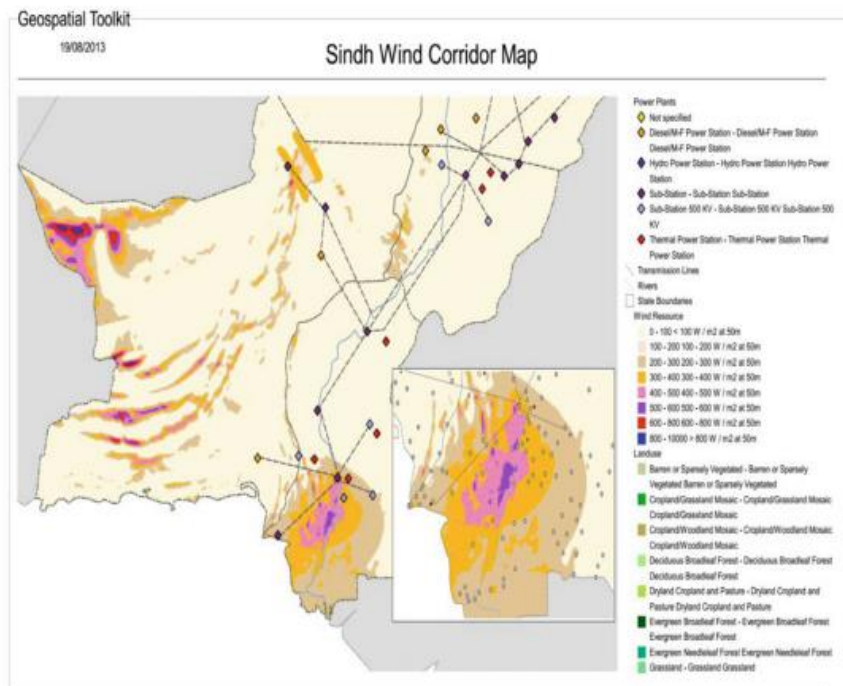 Geospatial Toolkit
19/08/2013
Sindh Wind Corridor Map
Power Plants
Not specified
Diesel/M-F Power Station - Diesel/M-F Power Station
Diesel/M-F Power Station
Hydro Power Station - Hydro Power Station Hydro Power
Station
Sub-Station - Sub-Station Sub-Station
Sub-Station 500 KV - Sub-Station 500 KV Sub-Station 500
KV
Thermal Power Station - Thermal Power Station Thermal
Power Station
Transmission Lines
Rivers
State Boundaries
Wind Resource
0 - 100 < 100 W / m2 at 50m
100 - 200 100 - 200 W / m2 at 50m
200 - 300 200 - 300 W / m2 at 50m
300 - 400 300 - 400 W / m2 at 50m
400 - 500 400 - 500 W / m2 at 50m
500 - 600 500 - 600 W / m2 at 50m
600 - 800 600 - 800 W / m2 at 50m
800 - 10000 > 800 W / m2 at 50m
Landuse
Barren or Sparsely Vegetated - Barren or Sparsely
Vegetated Barren or Sparsely Vegetated
Cropland/Grassland Mosaic - Cropland/Grassland Mosaic
Cropland/Grassland Mosaic
Cropland/Woodland Mosaic - Cropland/Woodland Mosaic
Cropland/Woodland Mosaic
Deciduous Broadleaf Forest - Deciduous Broadleaf Forest
Deciduous Broadleaf Forest
Dryland Cropland and Pasture - Dryland Cropland and
Pasture Dryland Cropland and Pasture
Evergreen Broadleaf Forest - Evergreen Broadleaf Forest
Evergreen Broadleaf Forest
Evergreen Needleleaf Forest Evergreen Needleleaf Forest
Grassland - Grassland Grassland